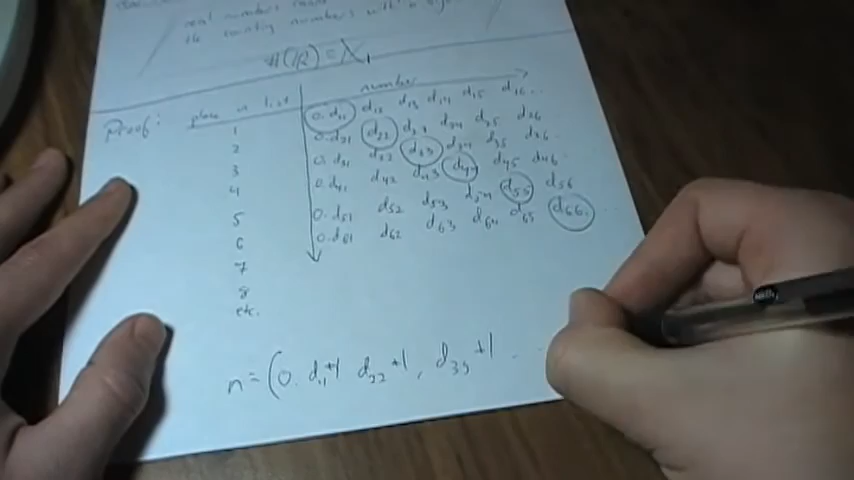 real numbers
the counting numbers with a
#(ℝ) = ℵ₁
Proof: place in list number
1 0.d₁₁ d₁₂ d₁₃ d₁₄ d₁₅ d₁₆...
2 0.d₂₁ d₂₂ d₂₃ d₂₄ d₂₅ d₂₆
3 0.d₃₁ d₃₂ d₃₃ d₃₄ d₃₅ d₃₆.
4 0.d₄₁ d₄₂ d₄₃ d₄₄ d₄₅ d₄₆.
5 0.d₅₁ d₅₂ d₅₃ d₅₄ d₅₅ d₅₆
6 0.d₆₁ d₆₂ d₆₃ d₆₄ d₆₅ d₆₆.
7
8
etc.
n = (0. d₁₁+1 d₂₂+1, d₃₃+1 . .